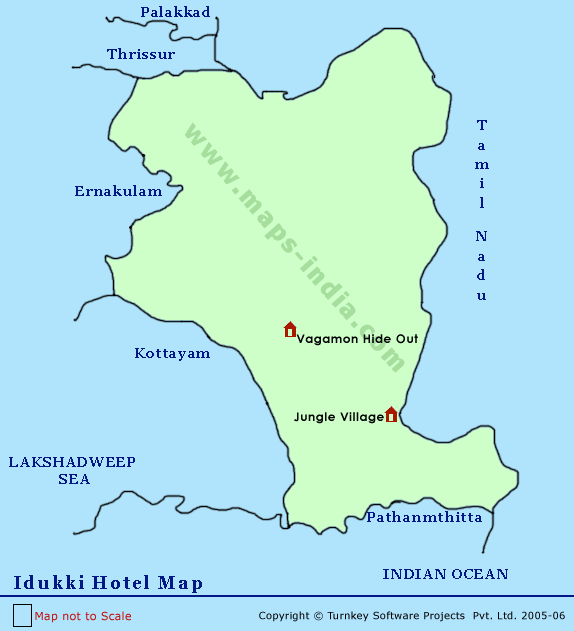 Palakkad
Thrissur
Tamil Nadu
www.maps-india.com
Ernakulam
Vagamon Hide Out
Kottayam
Jungle Village
LAKSHADWEEP
SEA
Pathanmthitta
INDIAN OCEAN
Idukki Hotel Map
Map not to Scale
Copyright © Turnkey Software Projects Pvt. Ltd. 2005-06